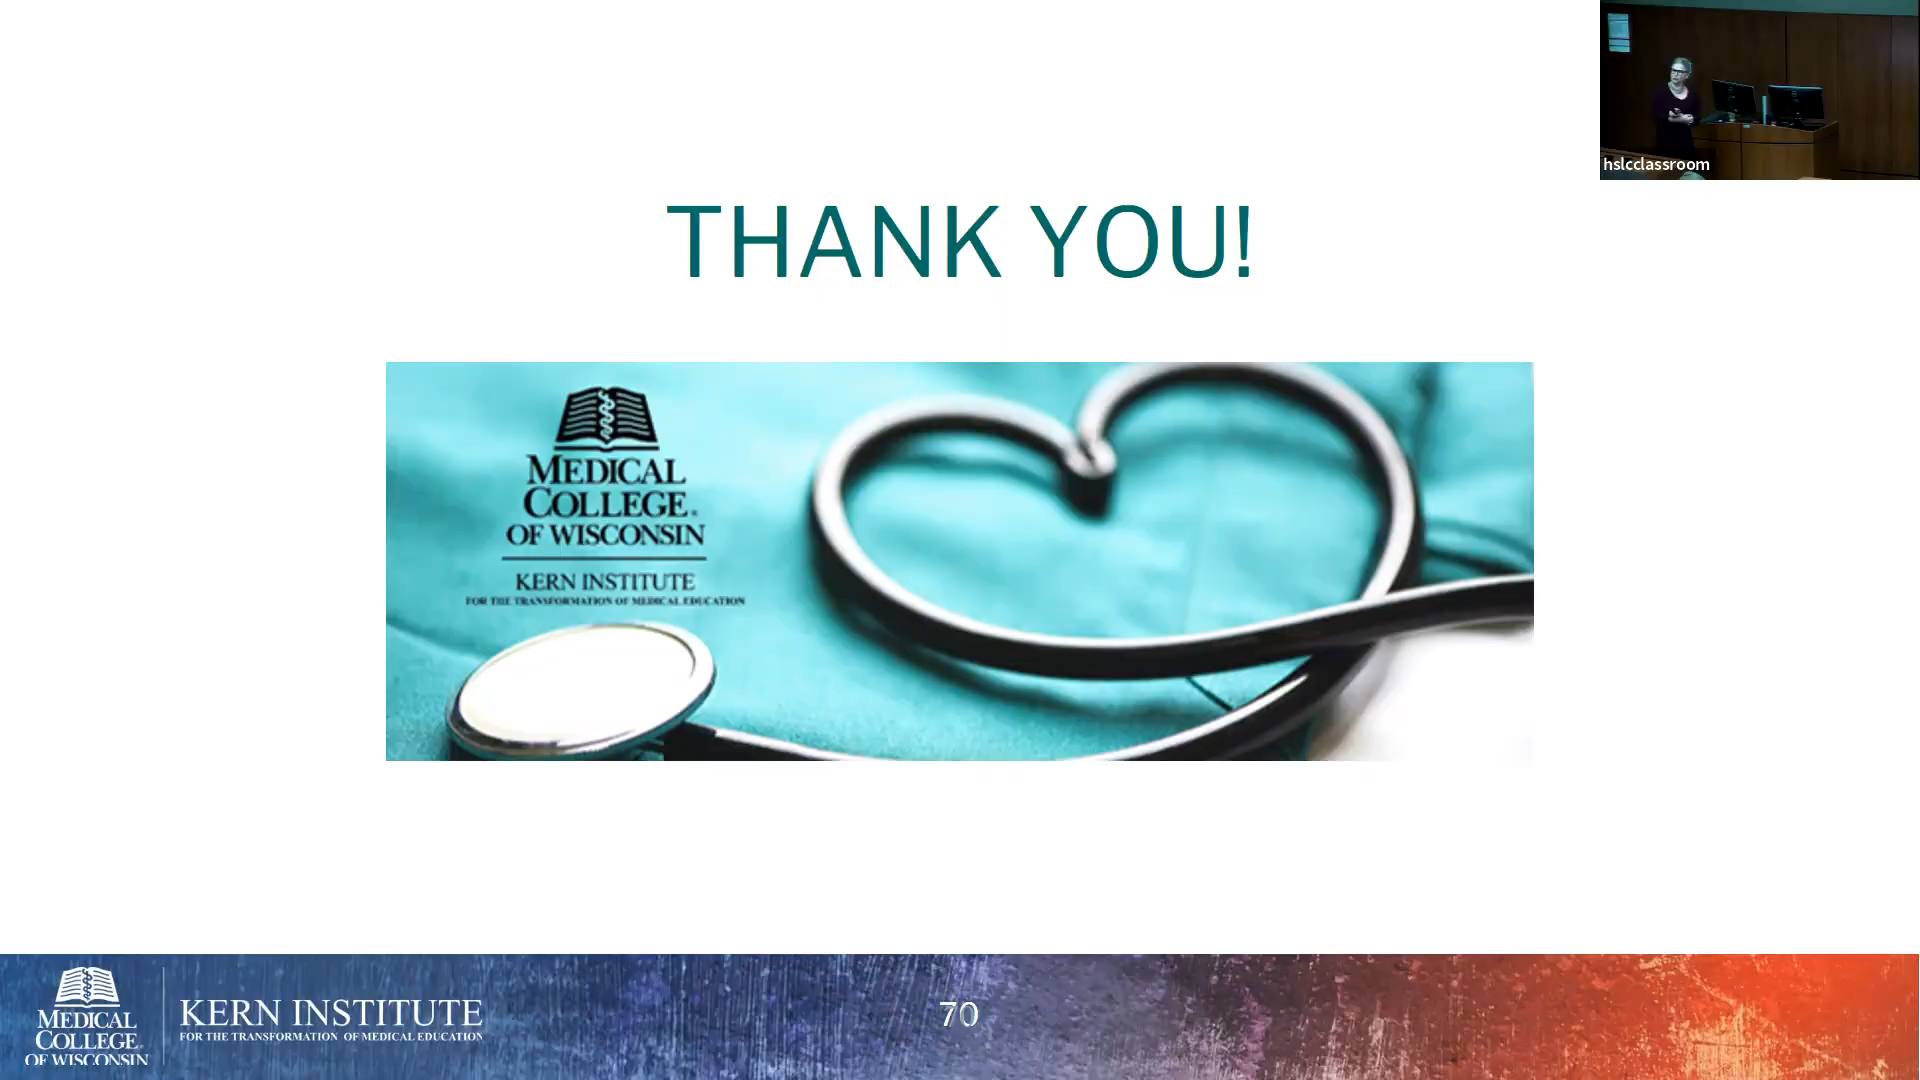 hslcclassroom
THANK YOU!
MEDICAL
COLLEGE®
OF WISCONSIN
KERN INSTITUTE
FOR THE TRANSFORMATION OF MEDICAL EDUCATION
MEDICAL
COLLEGE®
OF WISCONSIN
KERN INSTITUTE
FOR THE TRANSFORMATION OF MEDICAL EDUCATION
70